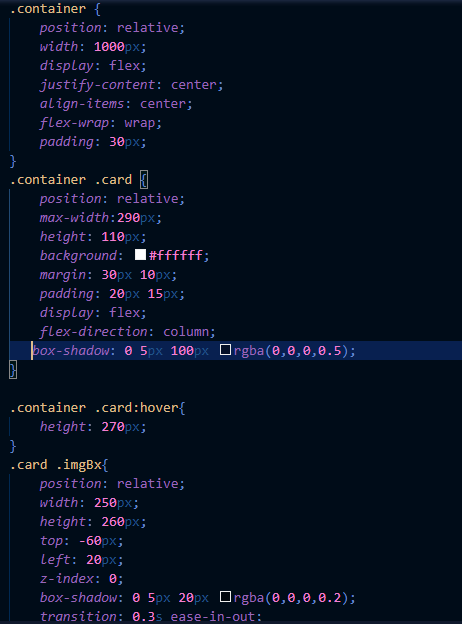 .container {
    position: relative;
    width: 1000px;
    display: flex;
    justify-content: center;
    align-items: center;
    flex-wrap: wrap;
    padding: 30px;
}
.container .card {
    position: relative;
    max-width:290px;
    height: 110px;
    background: #ffffff;
    margin: 30px 10px;
    padding: 20px 15px;
    display: flex;
    flex-direction: column;
   box-shadow: 0 5px 100px rgba(0,0,0,0.5);
}

.container .card:hover{
    height: 270px;
}
.card .imgBx{
    position: relative;
    width: 250px;
    height: 260px;
    top: -60px;
    left: 20px;
    z-index: 0;
    box-shadow: 0 5px 20px rgba(0,0,0,0.2);
    transition: 0.3s ease-in-out;